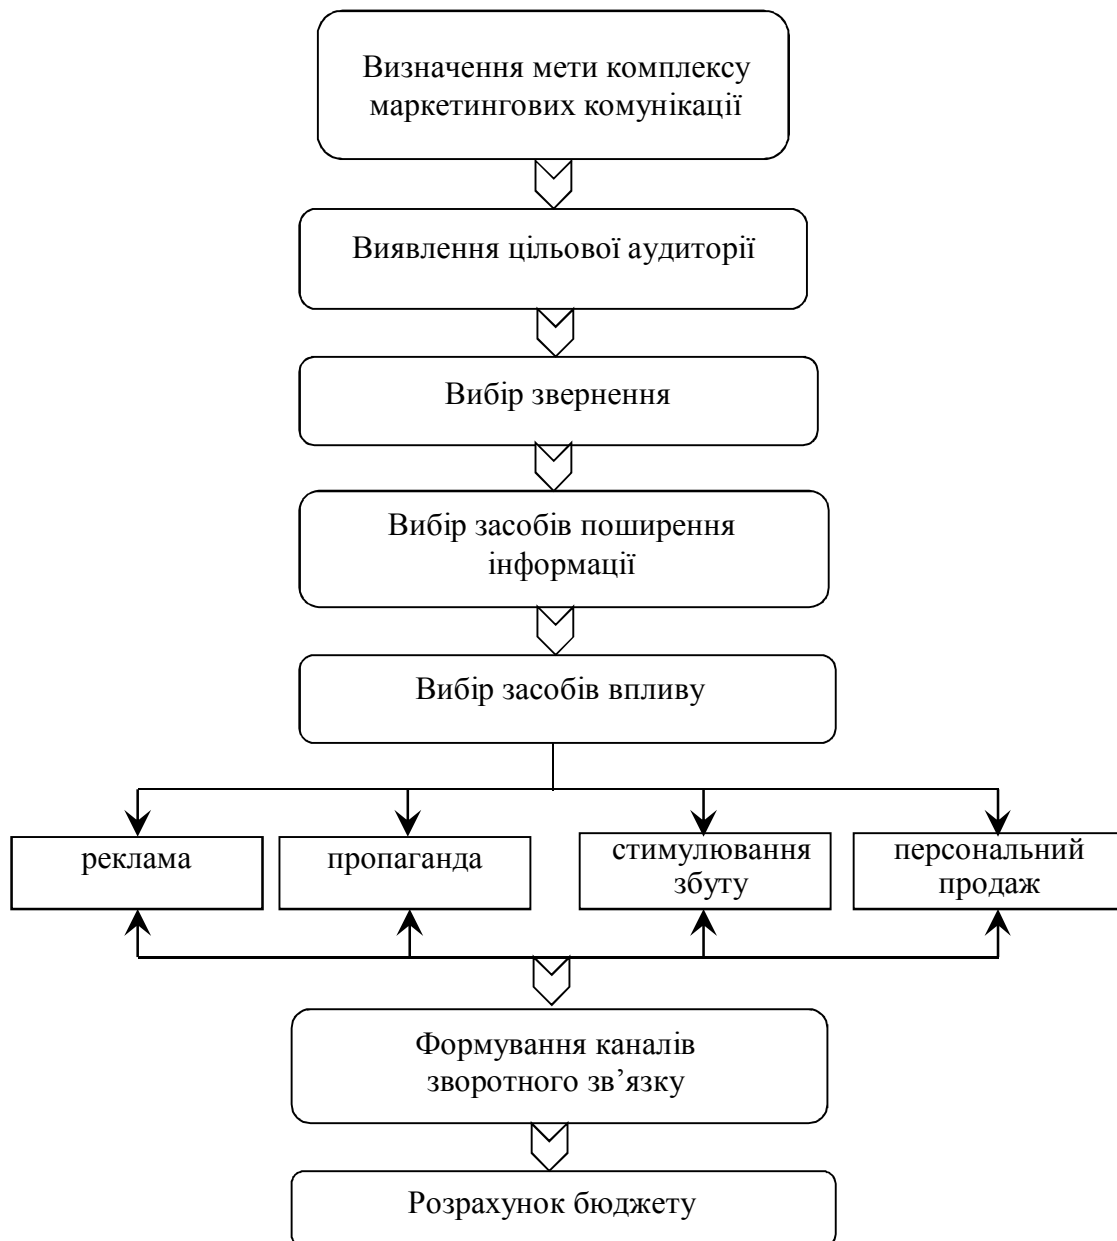 Визначення мети комплексу
маркетингових комунікації
Виявлення цільової аудиторії
Вибір звернення
Вибір засобів поширення
інформації
Вибір засобів впливу
реклама
пропаганда
стимулювання
збуту
персональний
продаж
Формування каналів
зворотного зв’язку
Розрахунок бюджету